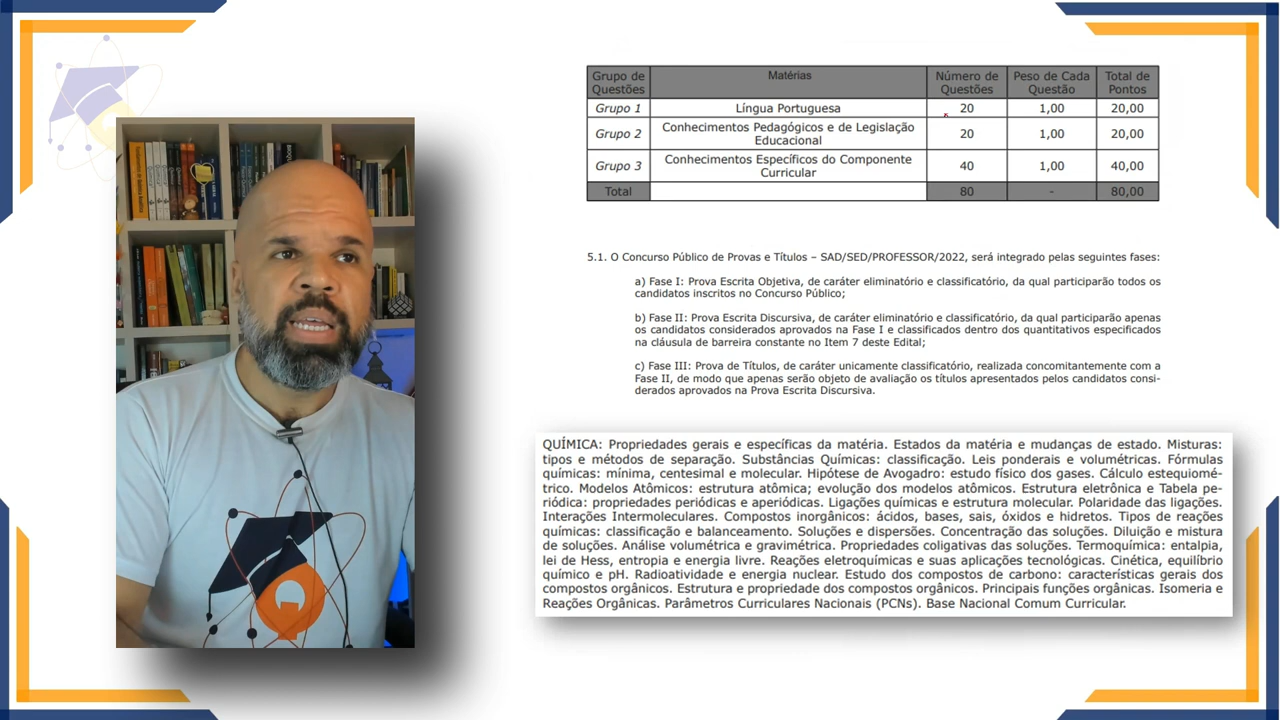 Grupo de Questões
Matérias
Número de Questões
Peso de Cada Questão
Total de Pontos
Grupo 1
Língua Portuguesa
20
1,00
20,00
Grupo 2
Conhecimentos Pedagógicos e de Legislação
Educacional
20
1,00
20,00
Grupo 3
Conhecimentos Específicos do Componente
Curricular
40
1,00
40,00
Total
80
-
80,00
5.1. O Concurso Público de Provas e Títulos – SAD/SED/PROFESSOR/2022, será integrado pelas seguintes fases:
a) Fase I: Prova Escrita Objetiva, de caráter eliminatório e classificatório, da qual participarão todos os
candidatos inscritos no Concurso Público;
b) Fase II: Prova Escrita Discursiva, de caráter eliminatório e classificatório, da qual participarão apenas
os candidatos considerados aprovados na Fase I e classificados dentro dos quantitativos especificados
na cláusula de barreira constante no Item 7 deste Edital;
c) Fase III: Prova de Títulos, de caráter unicamente classificatório, realizada concomitantemente com a
Fase II, de modo que apenas serão objeto de avaliação os títulos apresentados pelos candidatos consi-
derados aprovados na Prova Escrita Discursiva.
QUÍMICA: Propriedades gerais e específicas da matéria. Estados da matéria e mudanças de estado. Misturas:
tipos e métodos de separação. Substâncias Químicas: classificação. Leis ponderais e volumétricas. Fórmulas
químicas: mínima, centesimal e molecular. Hipótese de Avogadro: estudo físico dos gases. Cálculo estequiomé-
trico. Modelos Atômicos: estrutura atômica; evolução dos modelos atômicos. Estrutura eletrônica e Tabela pe-
riódica: propriedades periódicas e aperiódicas. Ligações químicas e estrutura molecular. Polaridade das ligações.
Interações Intermoleculares. Compostos inorgânicos: ácidos, bases, sais, óxidos e hidretos. Tipos de reações
químicas: classificação e balanceamento. Soluções e dispersões. Concentração das soluções. Diluição e mistura
de soluções. Análise volumétrica e gravimétrica. Propriedades coligativas das soluções. Termoquímica: entalpia,
lei de Hess, entropia e energia livre. Reações eletroquímicas e suas aplicações tecnológicas. Cinética, equilíbrio
químico e pH. Radioatividade e energia nuclear. Estudo dos compostos de carbono: características gerais dos
compostos orgânicos. Estrutura e propriedade dos compostos orgânicos. Principais funções orgânicas. Isomeria e
Reações Orgânicas. Parâmetros Curriculares Nacionais (PCNs). Base Nacional Comum Curricular.